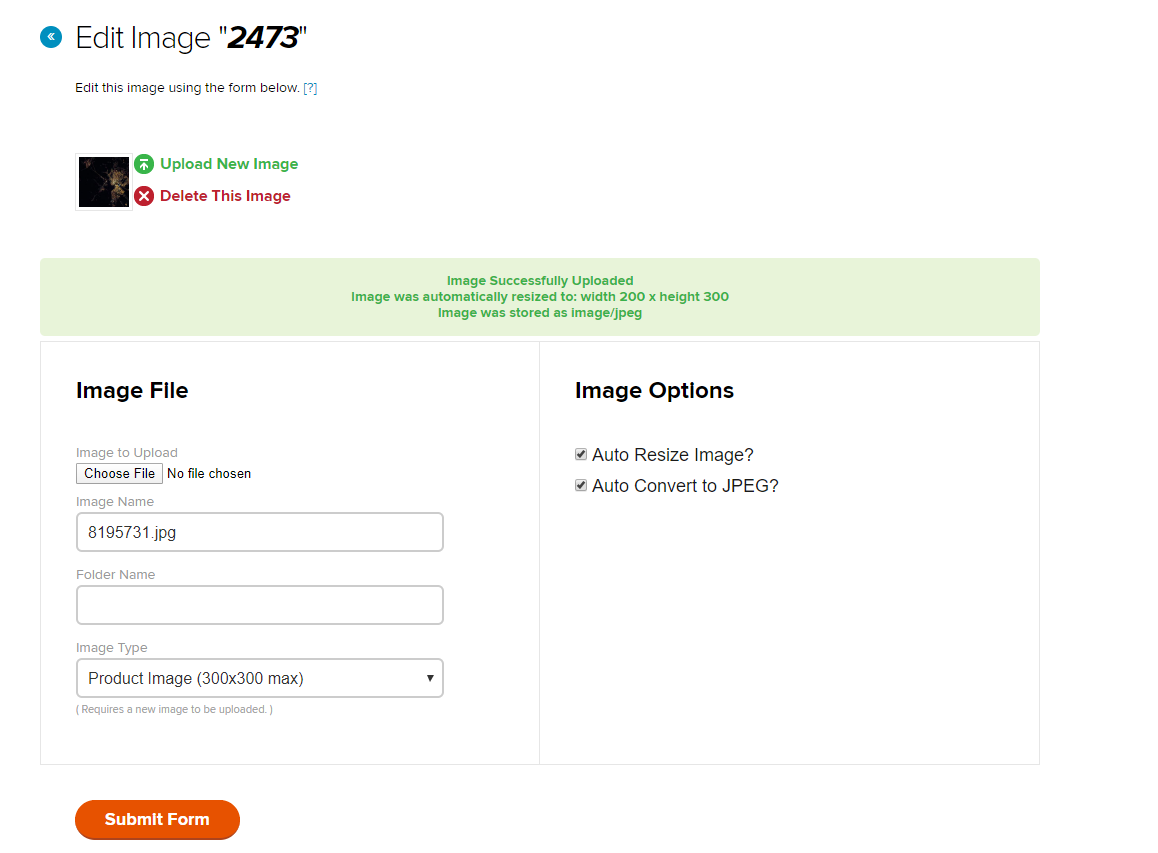 « Edit Image "2473"
Edit this image using the form below. [?]
Upload New Image
Delete This Image
Image Successfully Uploaded
Image was automatically resized to: width 200 x height 300
Image was stored as image/jpeg
Image File
Image to Upload
Choose File No file chosen
Image Name
8195731.jpg
Folder Name
Image Type
Product Image (300x300 max)
( Requires a new image to be uploaded. )
Image Options
Auto Resize Image?
Auto Convert to JPEG?
Submit Form